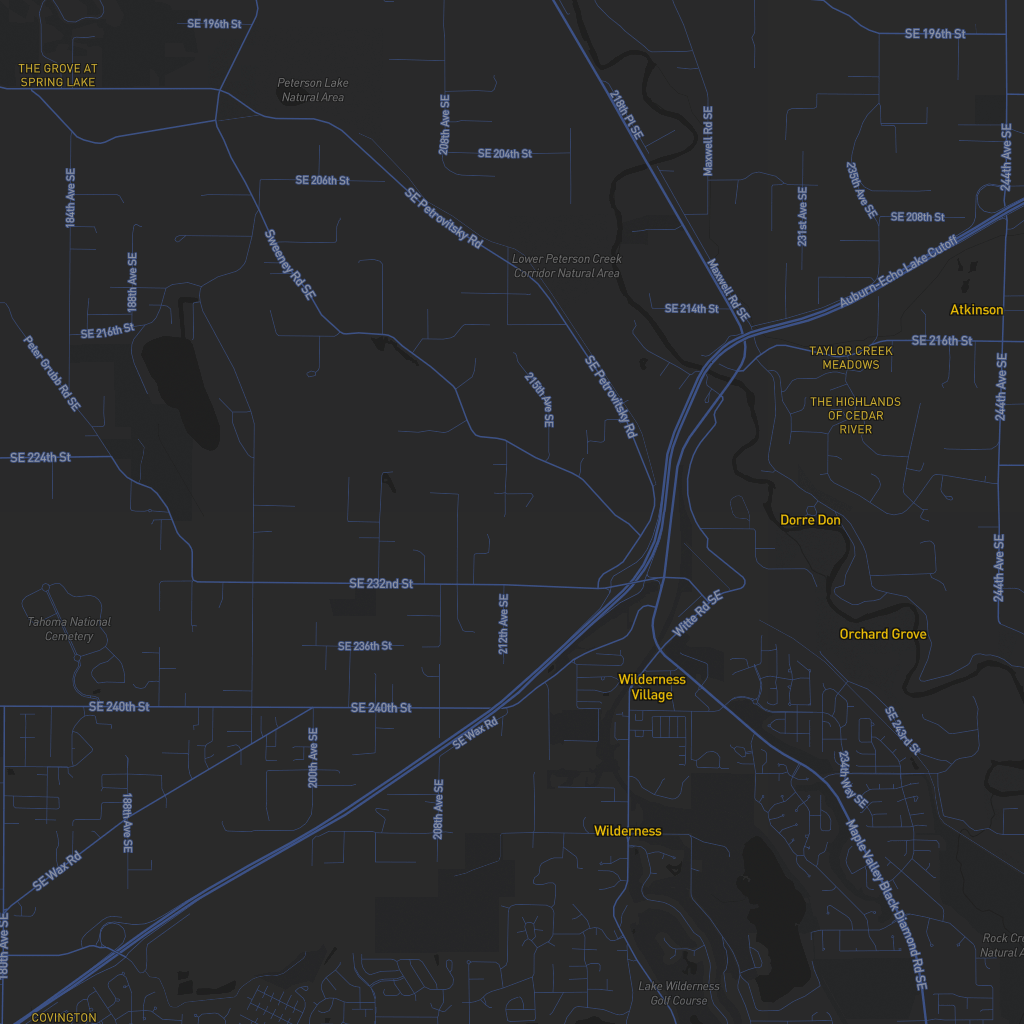 SE 196th St
SE 196th St
THE GROVE AT
SPRING LAKE
Peterson Lake
Natural Area
218th Pl SE
208th Ave SE
Maxwell Rd SE
244th Ave SE
SE 204th St
SE 206th St
184th Ave SE
235th Ave SE
SE Petrovitsky Rd
231st Ave SE
SE 208th St
Sweeney Rd SE
Lower Peterson Creek
Corridor Natural Area
188th Ave SE
Maxwell Rd SE
Auburn-Echo Lake Cutoff
SE 214th St
Atkinson
SE 216th St
SE 216th St
TAYLOR CREEK
MEADOWS
Peter Grubb Rd SE
215th Ave SE
SE Petrovitsky Rd
244th Ave SE
THE HIGHLANDS
OF CEDAR
RIVER
SE 224th St
Dorre Don
244th Ave SE
SE 232nd St
212th Ave SE
Witte Rd SE
Tahoma National
Cemetery
Orchard Grove
SE 236th St
Wilderness
Village
SE 240th St
SE 240th St
SE Wax Rd
SE 243rd St
200th Ave SE
234th Way SE
188th Ave SE
208th Ave SE
Wilderness
SE Wax Rd
Maple Valley Black Diamond Rd SE
180th Ave SE
Rock Cre
Natural A
Lake Wilderness
Golf Course
COVINGTON